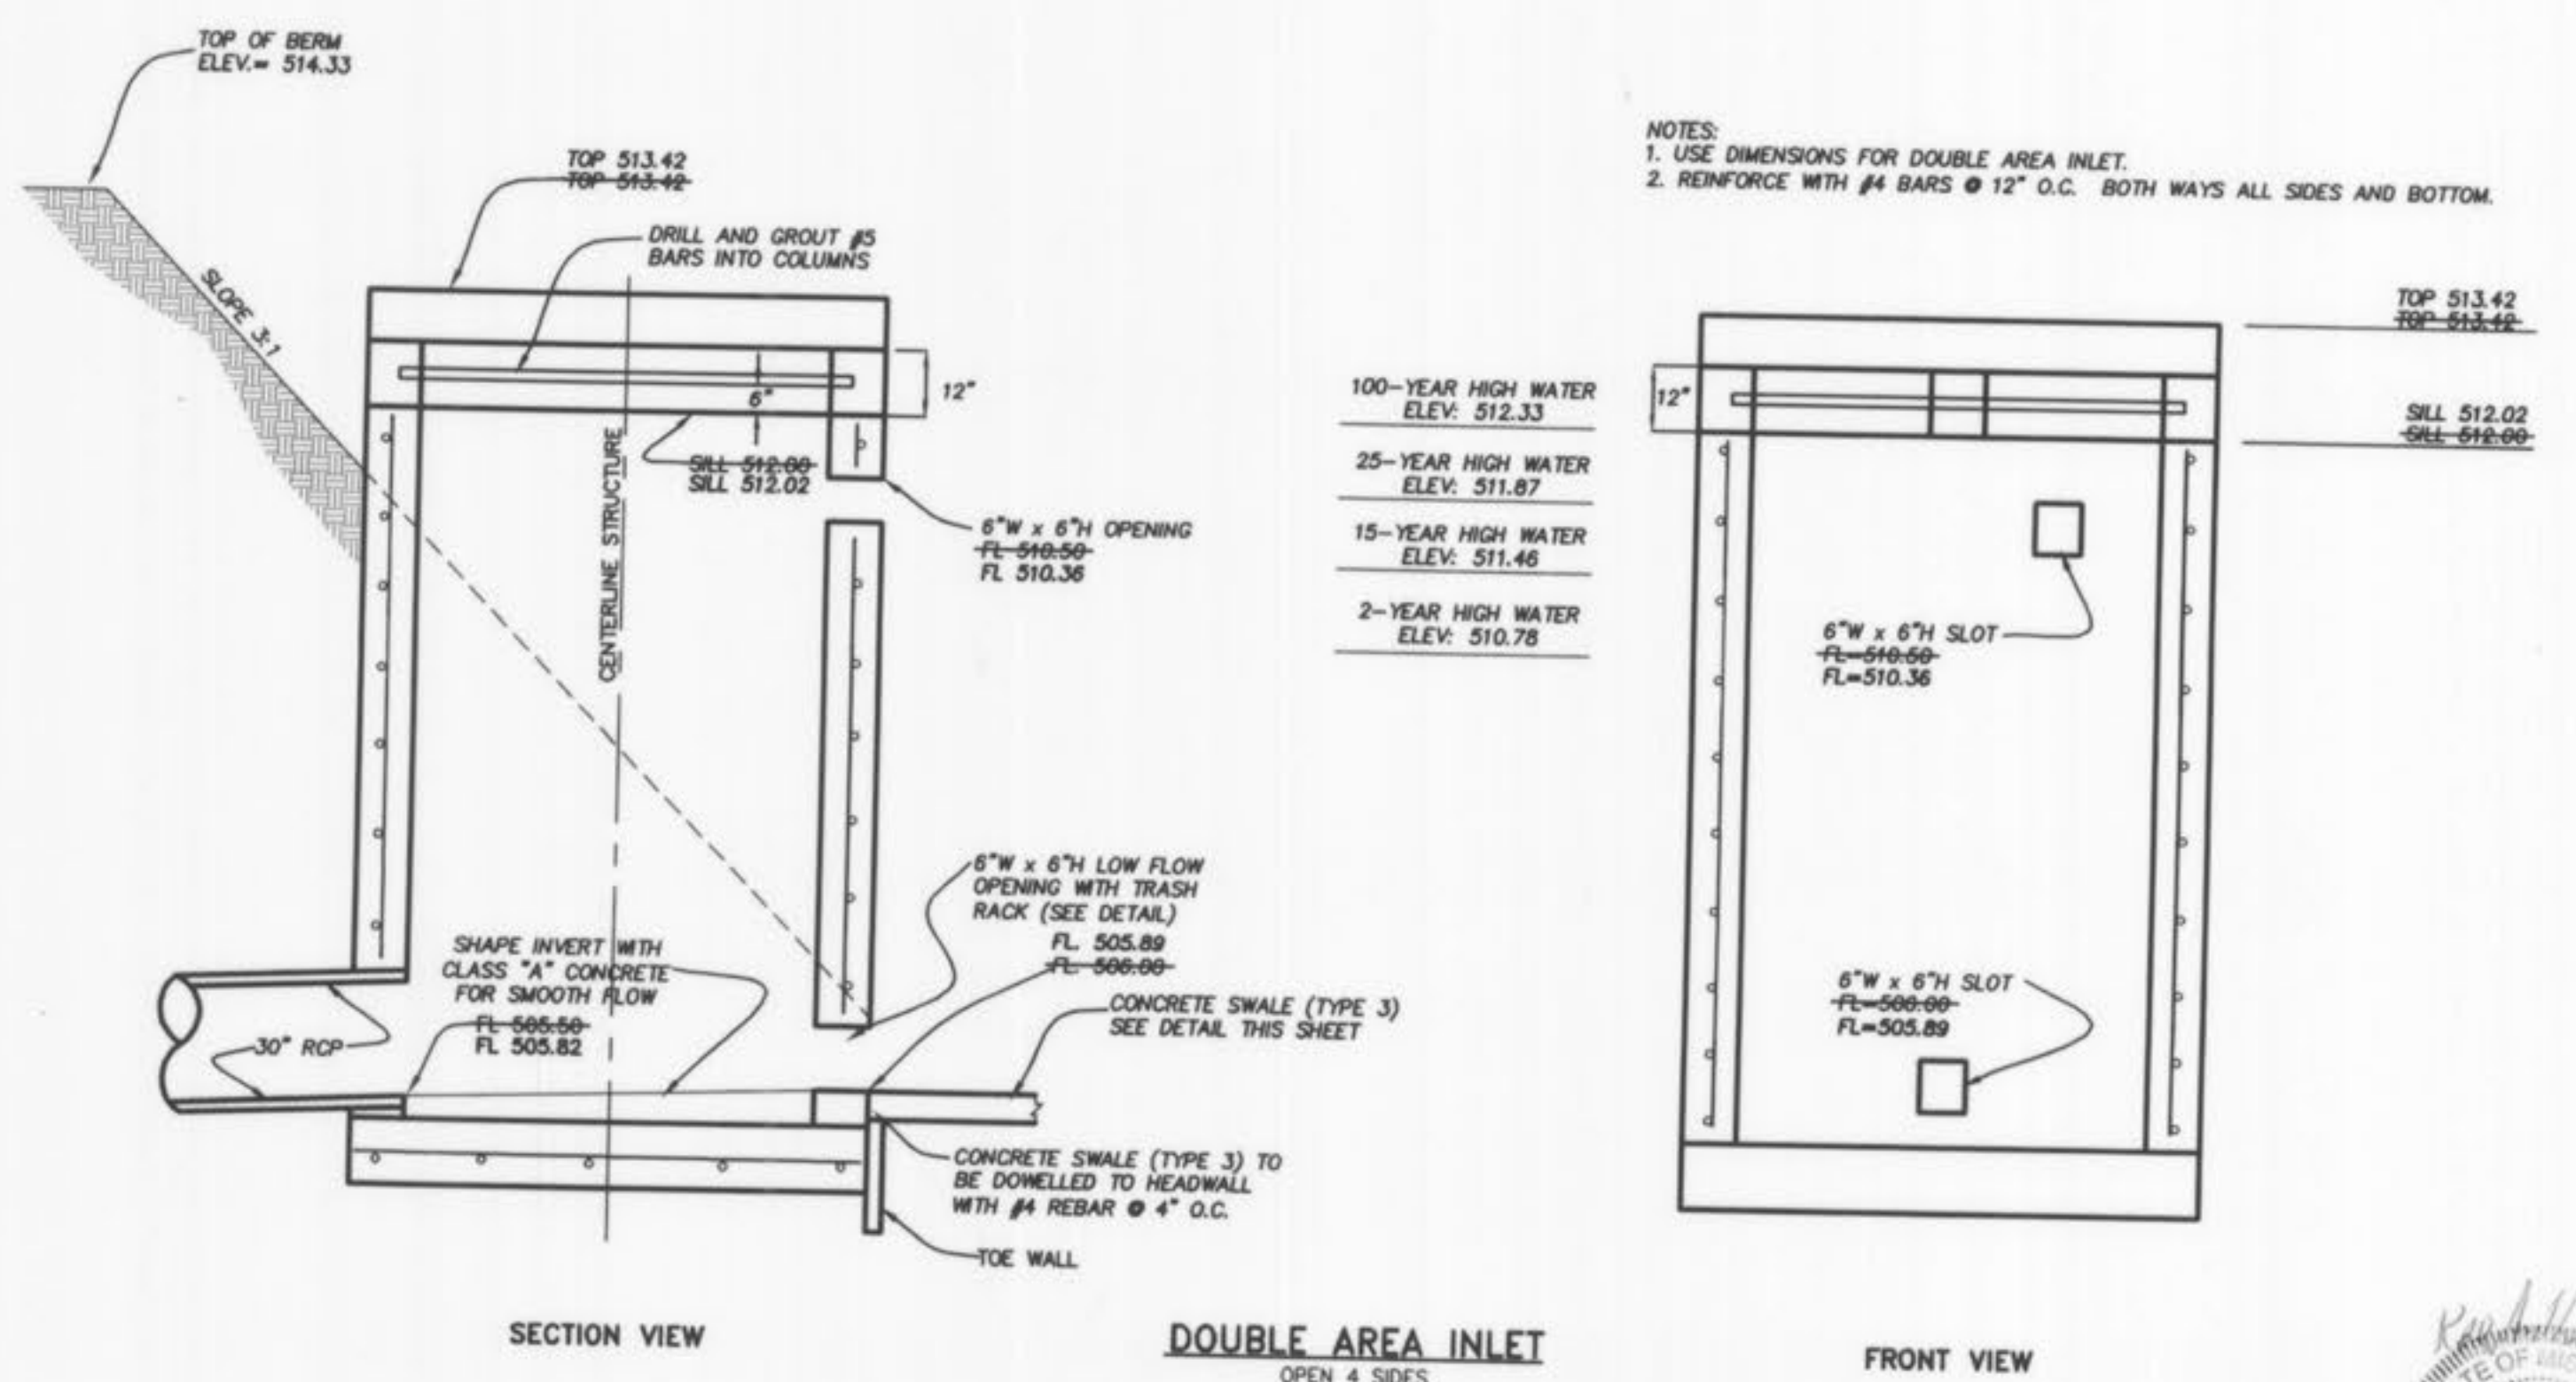 TOP OF BERM
ELEV.= 514.33
SLOPE 3:1
TOP 513.42
TOP 513.42
DRILL AND GROUT #5
BARS INTO COLUMNS
12"
6"
CENTERLINE STRUCTURE
SILL 512.00
SILL 512.02
6"W x 6"H OPENING
FL 510.50
FL 510.36
6"W x 6"H LOW FLOW
OPENING WITH TRASH
RACK (SEE DETAIL)
FL. 505.89
FL. 506.00
SHAPE INVERT WITH
CLASS "A" CONCRETE
FOR SMOOTH FLOW
FL 505.50
FL 505.82
30" RCP
CONCRETE SWALE (TYPE 3)
SEE DETAIL THIS SHEET
CONCRETE SWALE (TYPE 3) TO
BE DOWELLED TO HEADWALL
WITH #4 REBAR @ 4" O.C.
TOE WALL
SECTION VIEW
NOTES:
1. USE DIMENSIONS FOR DOUBLE AREA INLET.
2. REINFORCE WITH #4 BARS @ 12" O.C. BOTH WAYS ALL SIDES AND BOTTOM.
TOP 513.42
TOP 513.42
100-YEAR HIGH WATER
ELEV: 512.33
25-YEAR HIGH WATER
ELEV: 511.87
15-YEAR HIGH WATER
ELEV: 511.46
2-YEAR HIGH WATER
ELEV: 510.78
12"
SILL 512.02
SILL 512.00
6"W x 6"H SLOT
FL=510.50
FL=510.36
6"W x 6"H SLOT
FL=505.89
DOUBLE AREA INLET
OPEN 4 SIDES
FRONT VIEW